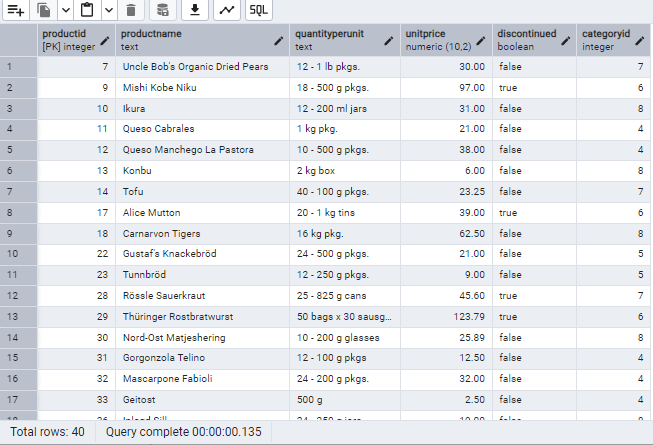 SQL
productid productname quantityperunit unitprice discontinued categoryid
[PK] integer text text numeric (10,2) boolean integer
1 7 Uncle Bob's Organic Dried Pears 12 - 1 lb pkgs. 30.00 false 7
2 9 Mishi Kobe Niku 18 - 500 g pkgs. 97.00 true 6
3 10 Ikura 12 - 200 ml jars 31.00 false 8
4 11 Queso Cabrales 1 kg pkg. 21.00 false 4
5 12 Queso Manchego La Pastora 10 - 500 g pkgs. 38.00 false 4
6 13 Konbu 2 kg box 6.00 false 8
7 14 Tofu 40 - 100 g pkgs. 23.25 false 7
8 17 Alice Mutton 20 - 1 kg tins 39.00 true 6
9 18 Carnarvon Tigers 16 kg pkg. 62.50 false 8
10 22 Gustaf's Knackebröd 24 - 500 g pkgs. 21.00 false 5
11 23 Tunnbröd 12 - 250 g pkgs. 9.00 false 5
12 28 Rössle Sauerkraut 25 - 825 g cans 45.60 true 7
13 29 Thüringer Rostbratwurst 50 bags x 30 sausg... 123.79 true 6
14 30 Nord-Ost Matjeshering 10 - 200 g glasses 25.89 false 8
15 31 Gorgonzola Telino 12 - 100 g pkgs 12.50 false 4
16 32 Mascarpone Fabioli 24 - 200 g pkgs. 32.00 false 4
17 33 Geitost 500 g 2.50 false 4
Total rows: 40 Query complete 00:00:00.135